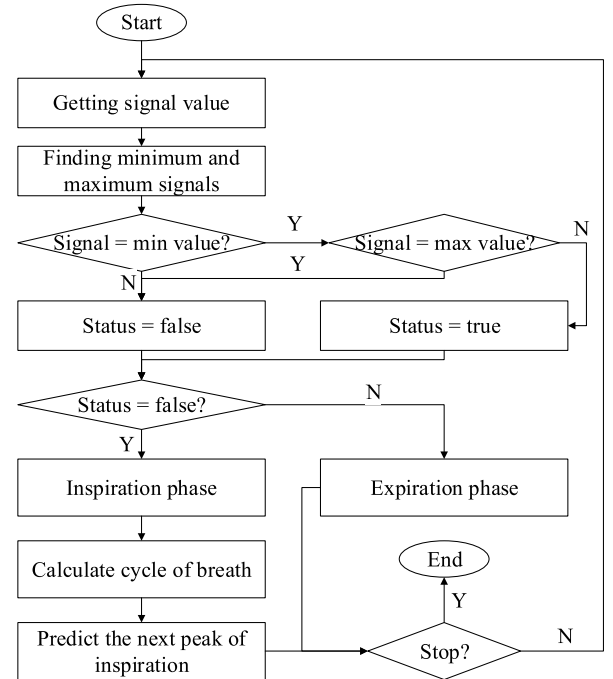 Start
Getting signal value
Finding minimum and
maximum signals
Signal = min value?
Y
Signal = max value?
N
Y
N
Status = false
Status = true
Status = false?
N
Y
Inspiration phase
Expiration phase
Calculate cycle of breath
End
Y
Predict the next peak of
inspiration
Stop?
N